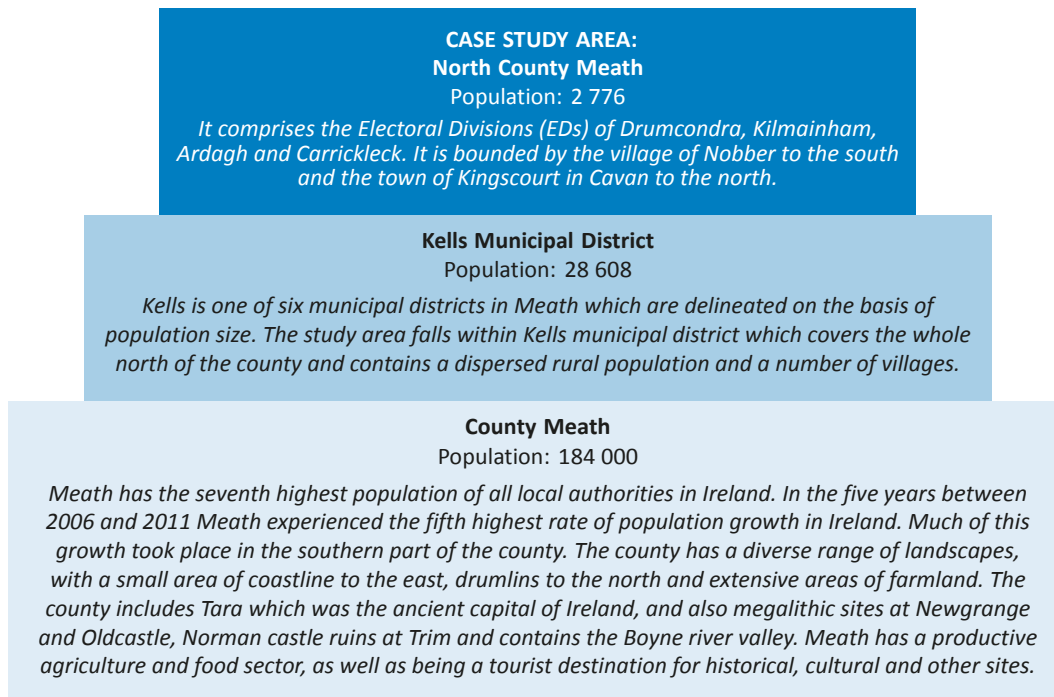 CASE STUDY AREA:
North County Meath
Population: 2 776
It comprises the Electoral Divisions (EDs) of Drumcondra, Kilmainham,
Ardagh and Carrickleck. It is bounded by the village of Nobber to the south
and the town of Kingscourt in Cavan to the north.
Kells Municipal District
Population: 28 608
Kells is one of six municipal districts in Meath which are delineated on the basis of
population size. The study area falls within Kells municipal district which covers the whole
north of the county and contains a dispersed rural population and a number of villages.
County Meath
Population: 184 000
Meath has the seventh highest population of all local authorities in Ireland. In the five years between
2006 and 2011 Meath experienced the fifth highest rate of population growth in Ireland. Much of this
growth took place in the southern part of the county. The county has a diverse range of landscapes,
with a small area of coastline to the east, drumlins to the north and extensive areas of farmland. The
county includes Tara which was the ancient capital of Ireland, and also megalithic sites at Newgrange
and Oldcastle, Norman castle ruins at Trim and contains the Boyne river valley. Meath has a productive
agriculture and food sector, as well as being a tourist destination for historical, cultural and other sites.